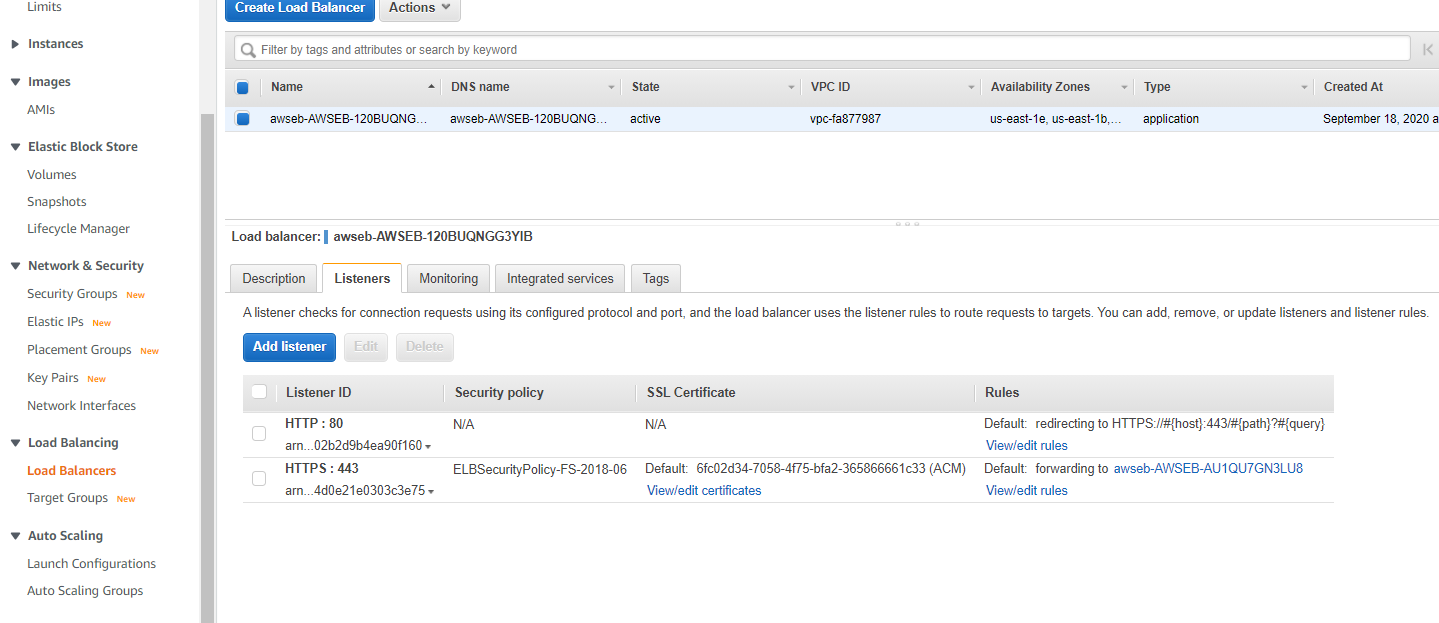 Limits
Instances
Images
AMIs
Elastic Block Store
Volumes
Snapshots
Lifecycle Manager
Network & Security
Security Groups New
Elastic IPs New
Placement Groups New
Key Pairs New
Network Interfaces
Load Balancing
Load Balancers
Target Groups New
Auto Scaling
Launch Configurations
Auto Scaling Groups
Create Load Balancer Actions
Filter by tags and attributes or search by keyword
Name DNS name State VPC ID Availability Zones Type Created At
awseb-AWSEB-120BUQNG... awseb-AWSEB-120BUQNG... active vpc-fa877987 us-east-1e, us-east-1b,... application September 18, 2020 a
Load balancer: awseb-AWSEB-120BUQNGG3YIB
Description Listeners Monitoring Integrated services Tags
A listener checks for connection requests using its configured protocol and port, and the load balancer uses the listener rules to route requests to targets. You can add, remove, or update listeners and listener rules.
Add listener Edit Delete
Listener ID Security policy SSL Certificate Rules
HTTP : 80 N/A N/A Default: redirecting to HTTPS://#{host}:443/#{path}?#{query}
arn...02b2d9b4ea90f160 View/edit rules
HTTPS : 443 ELBSecurityPolicy-FS-2018-06 Default: 6fc02d34-7058-4f75-bfa2-365866661c33 (ACM) Default: forwarding to awseb-AWSEB-AU1QU7GN3LU8
arn...4d0e21e0303c3e75 View/edit certificates View/edit rules